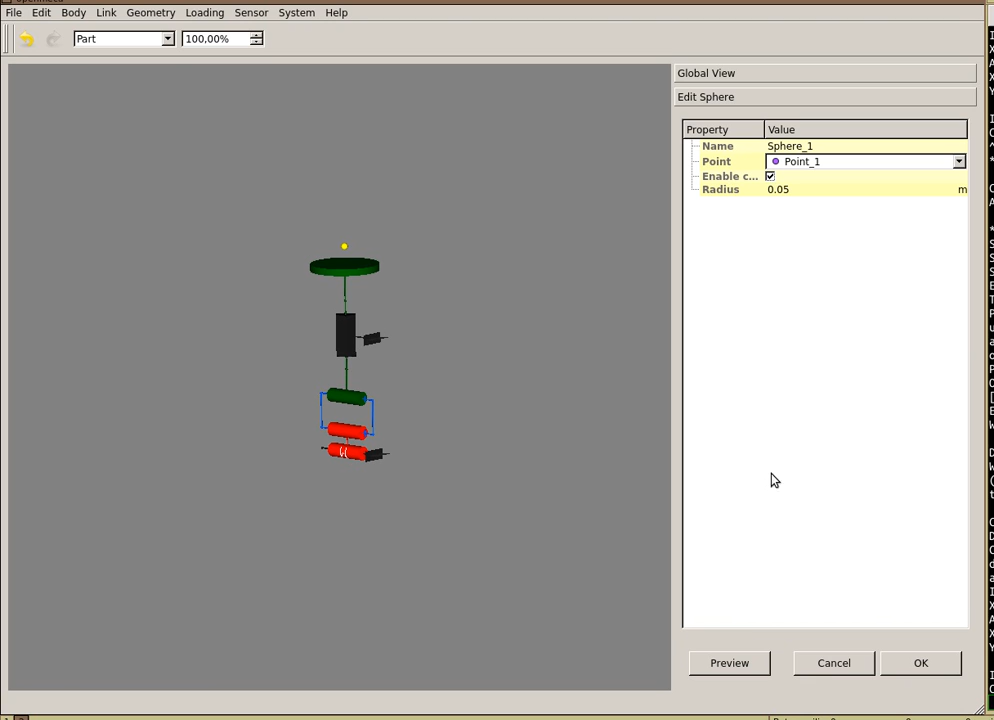 File Edit Body Link Geometry Loading Sensor System Help
Part 100,00%
Global View
Edit Sphere
Property Value
Name Sphere_1
Point Point_1
Enable c...
Radius 0.05 m
Preview Cancel OK